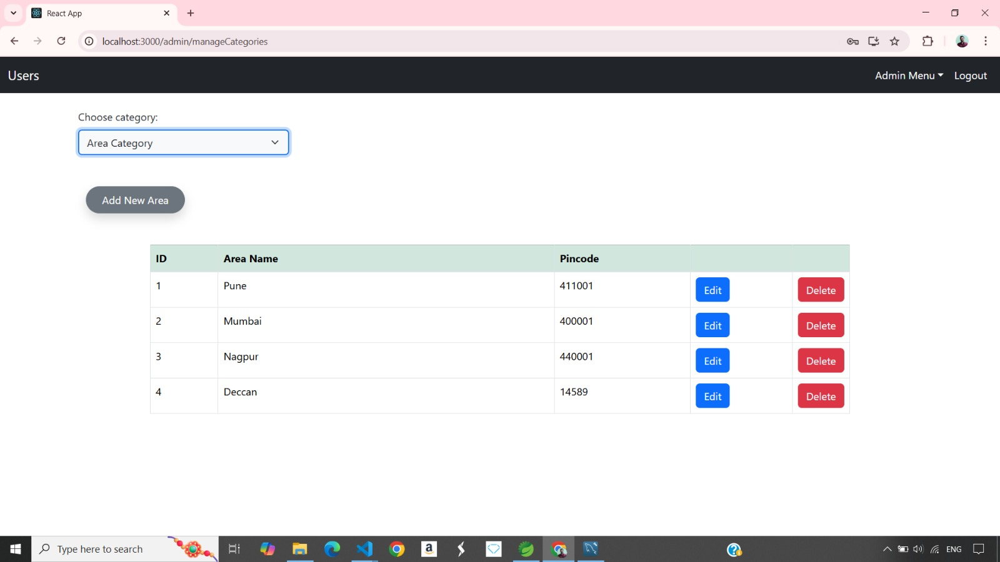 React App
localhost:3000/admin/manageCategories
Users
Admin Menu Logout
Choose category:
Area Category
Add New Area
ID Area Name Pincode
1 Pune 411001 Edit Delete
2 Mumbai 400001 Edit Delete
3 Nagpur 440001 Edit Delete
4 Deccan 14589 Edit Delete
Type here to search
a
ENG